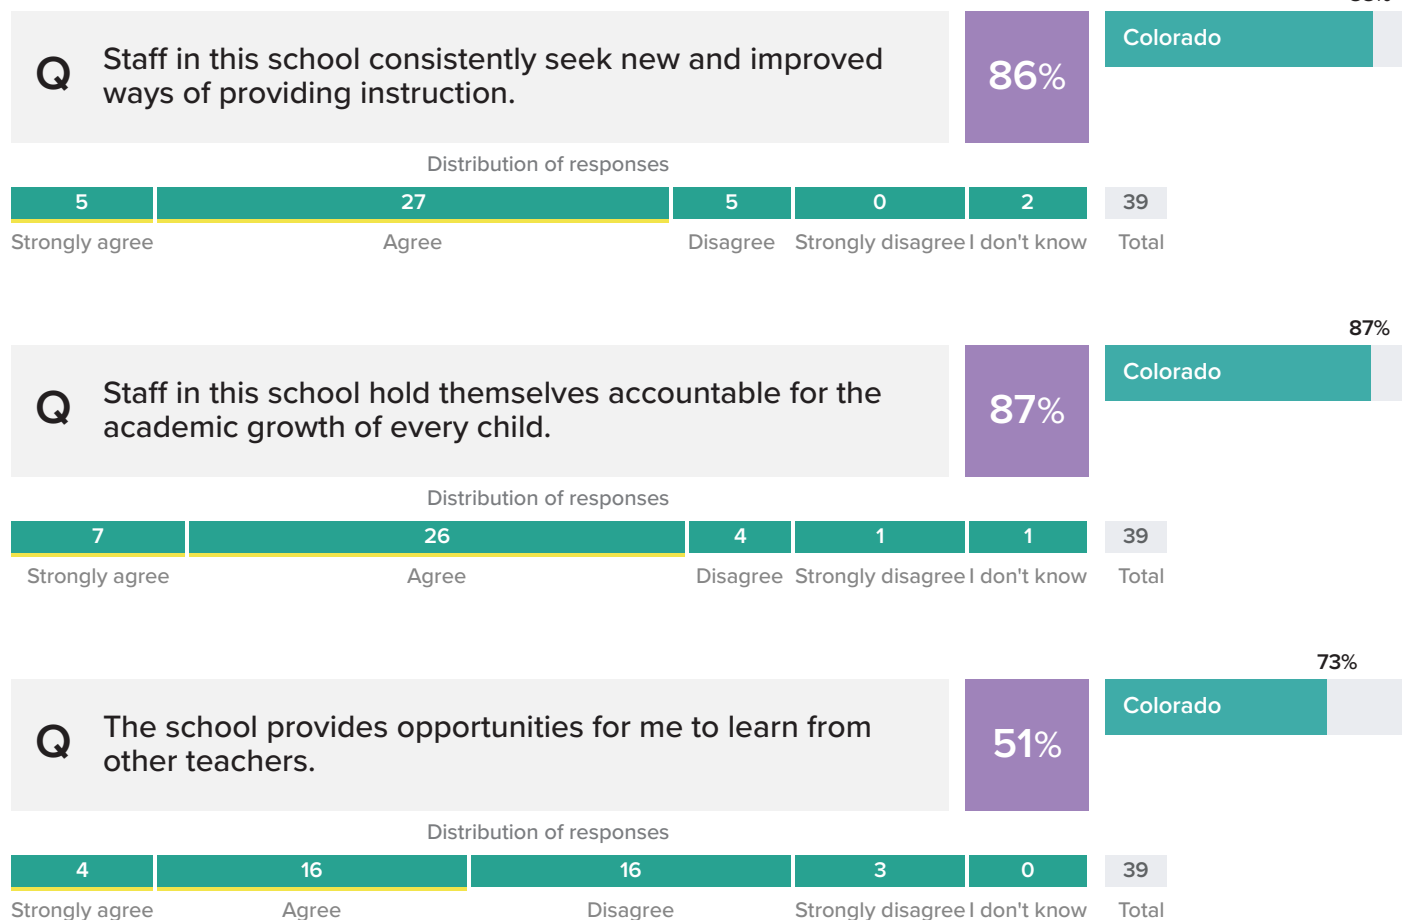 Q
Staff in this school consistently seek new and improved
ways of providing instruction.
86%
Colorado
Distribution of responses
5 27 5 0 2 39
Strongly agree Agree Disagree Strongly disagree I don't know Total
87%
Q
Staff in this school hold themselves accountable for the
academic growth of every child.
87%
Colorado
Distribution of responses
7 26 4 1 1 39
Strongly agree Agree Disagree Strongly disagree I don't know Total
73%
Q
The school provides opportunities for me to learn from
other teachers.
51%
Colorado
Distribution of responses
4 16 16 3 0 39
Strongly agree Agree Disagree Strongly disagree I don't know Total